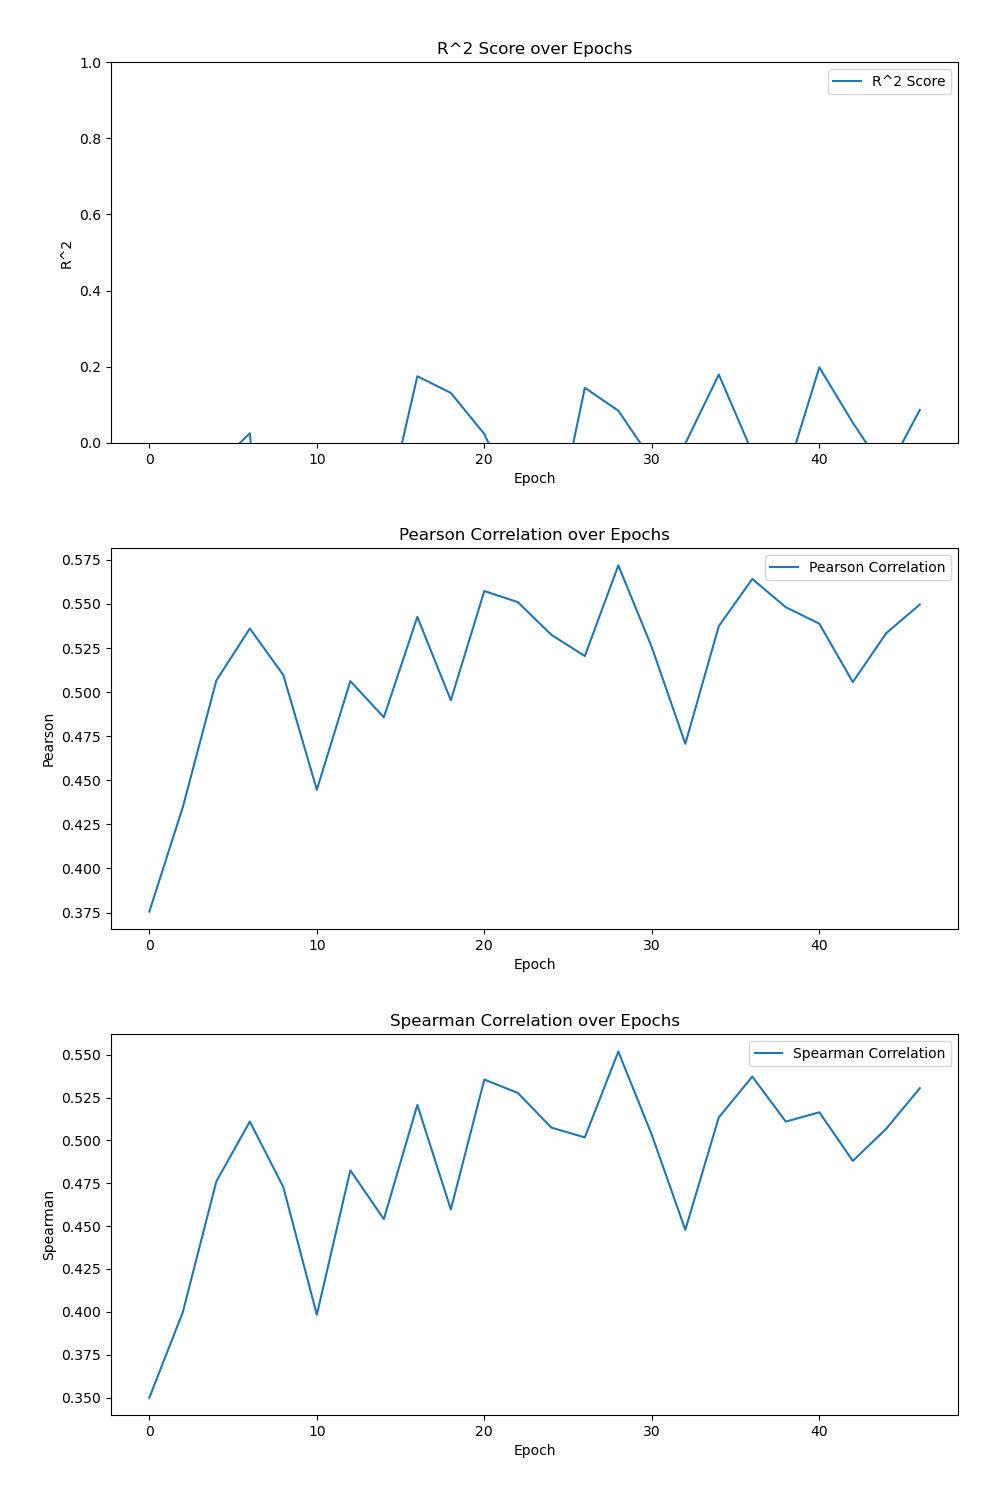 R^2 Score over Epochs
R^2 Score
1.0
0.8
0.6
0.4
0.2
0.0
R^2
0 10 20 30 40
Epoch
Pearson Correlation over Epochs
Pearson Correlation
0.575
0.550
0.525
0.500
0.475
0.450
0.425
0.400
0.375
Pearson
0 10 20 30 40
Epoch
Spearman Correlation over Epochs
Spearman Correlation
0.550
0.525
0.500
0.475
0.450
0.425
0.400
0.375
0.350
Spearman
0 10 20 30 40
Epoch